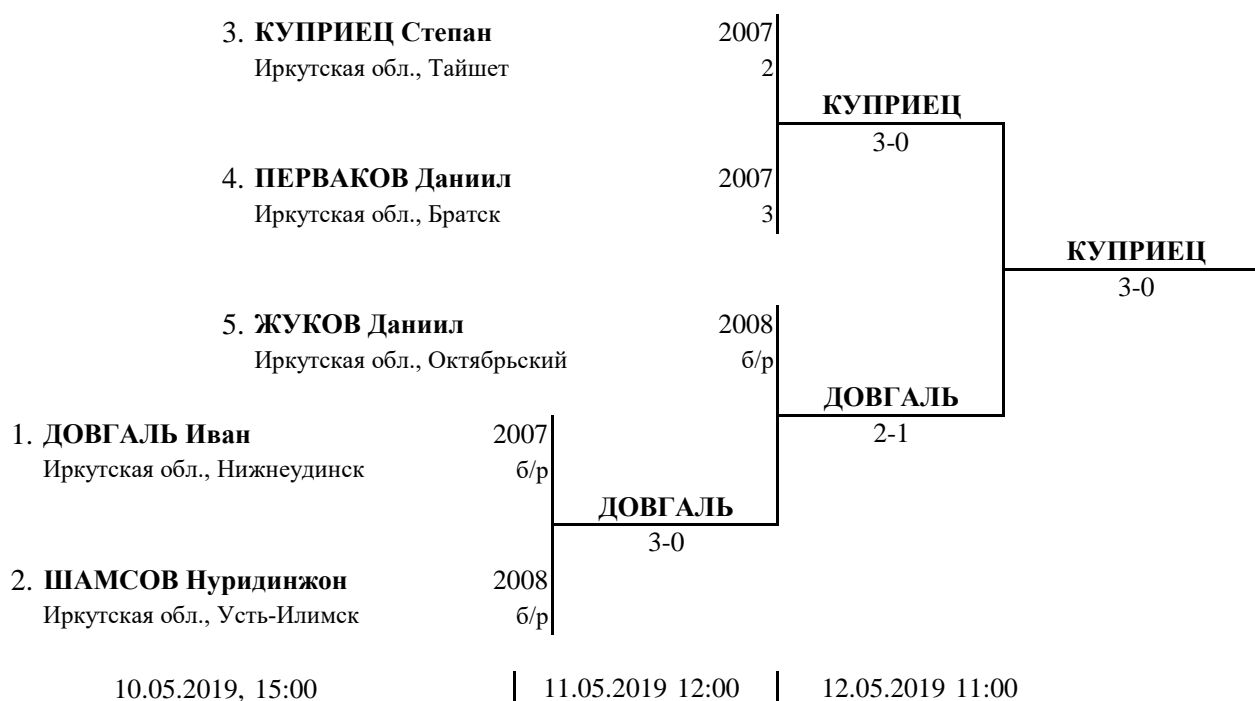 3. КУПРИЕЦ Степан 2007
Иркутская обл., Тайшет 2
КУПРИЕЦ
3-0
4. ПЕРВАКОВ Даниил 2007
Иркутская обл., Братск 3
КУПРИЕЦ
3-0
5. ЖУКОВ Даниил 2008
Иркутская обл., Октябрьский б/р
ДОВГАЛЬ
2-1
1. ДОВГАЛЬ Иван 2007
Иркутская обл., Нижнеудинск б/р
ДОВГАЛЬ
3-0
2. ШАМСОВ Нуридинжон 2008
Иркутская обл., Усть-Илимск б/р
10.05.2019, 15:00 11.05.2019 12:00 12.05.2019 11:00